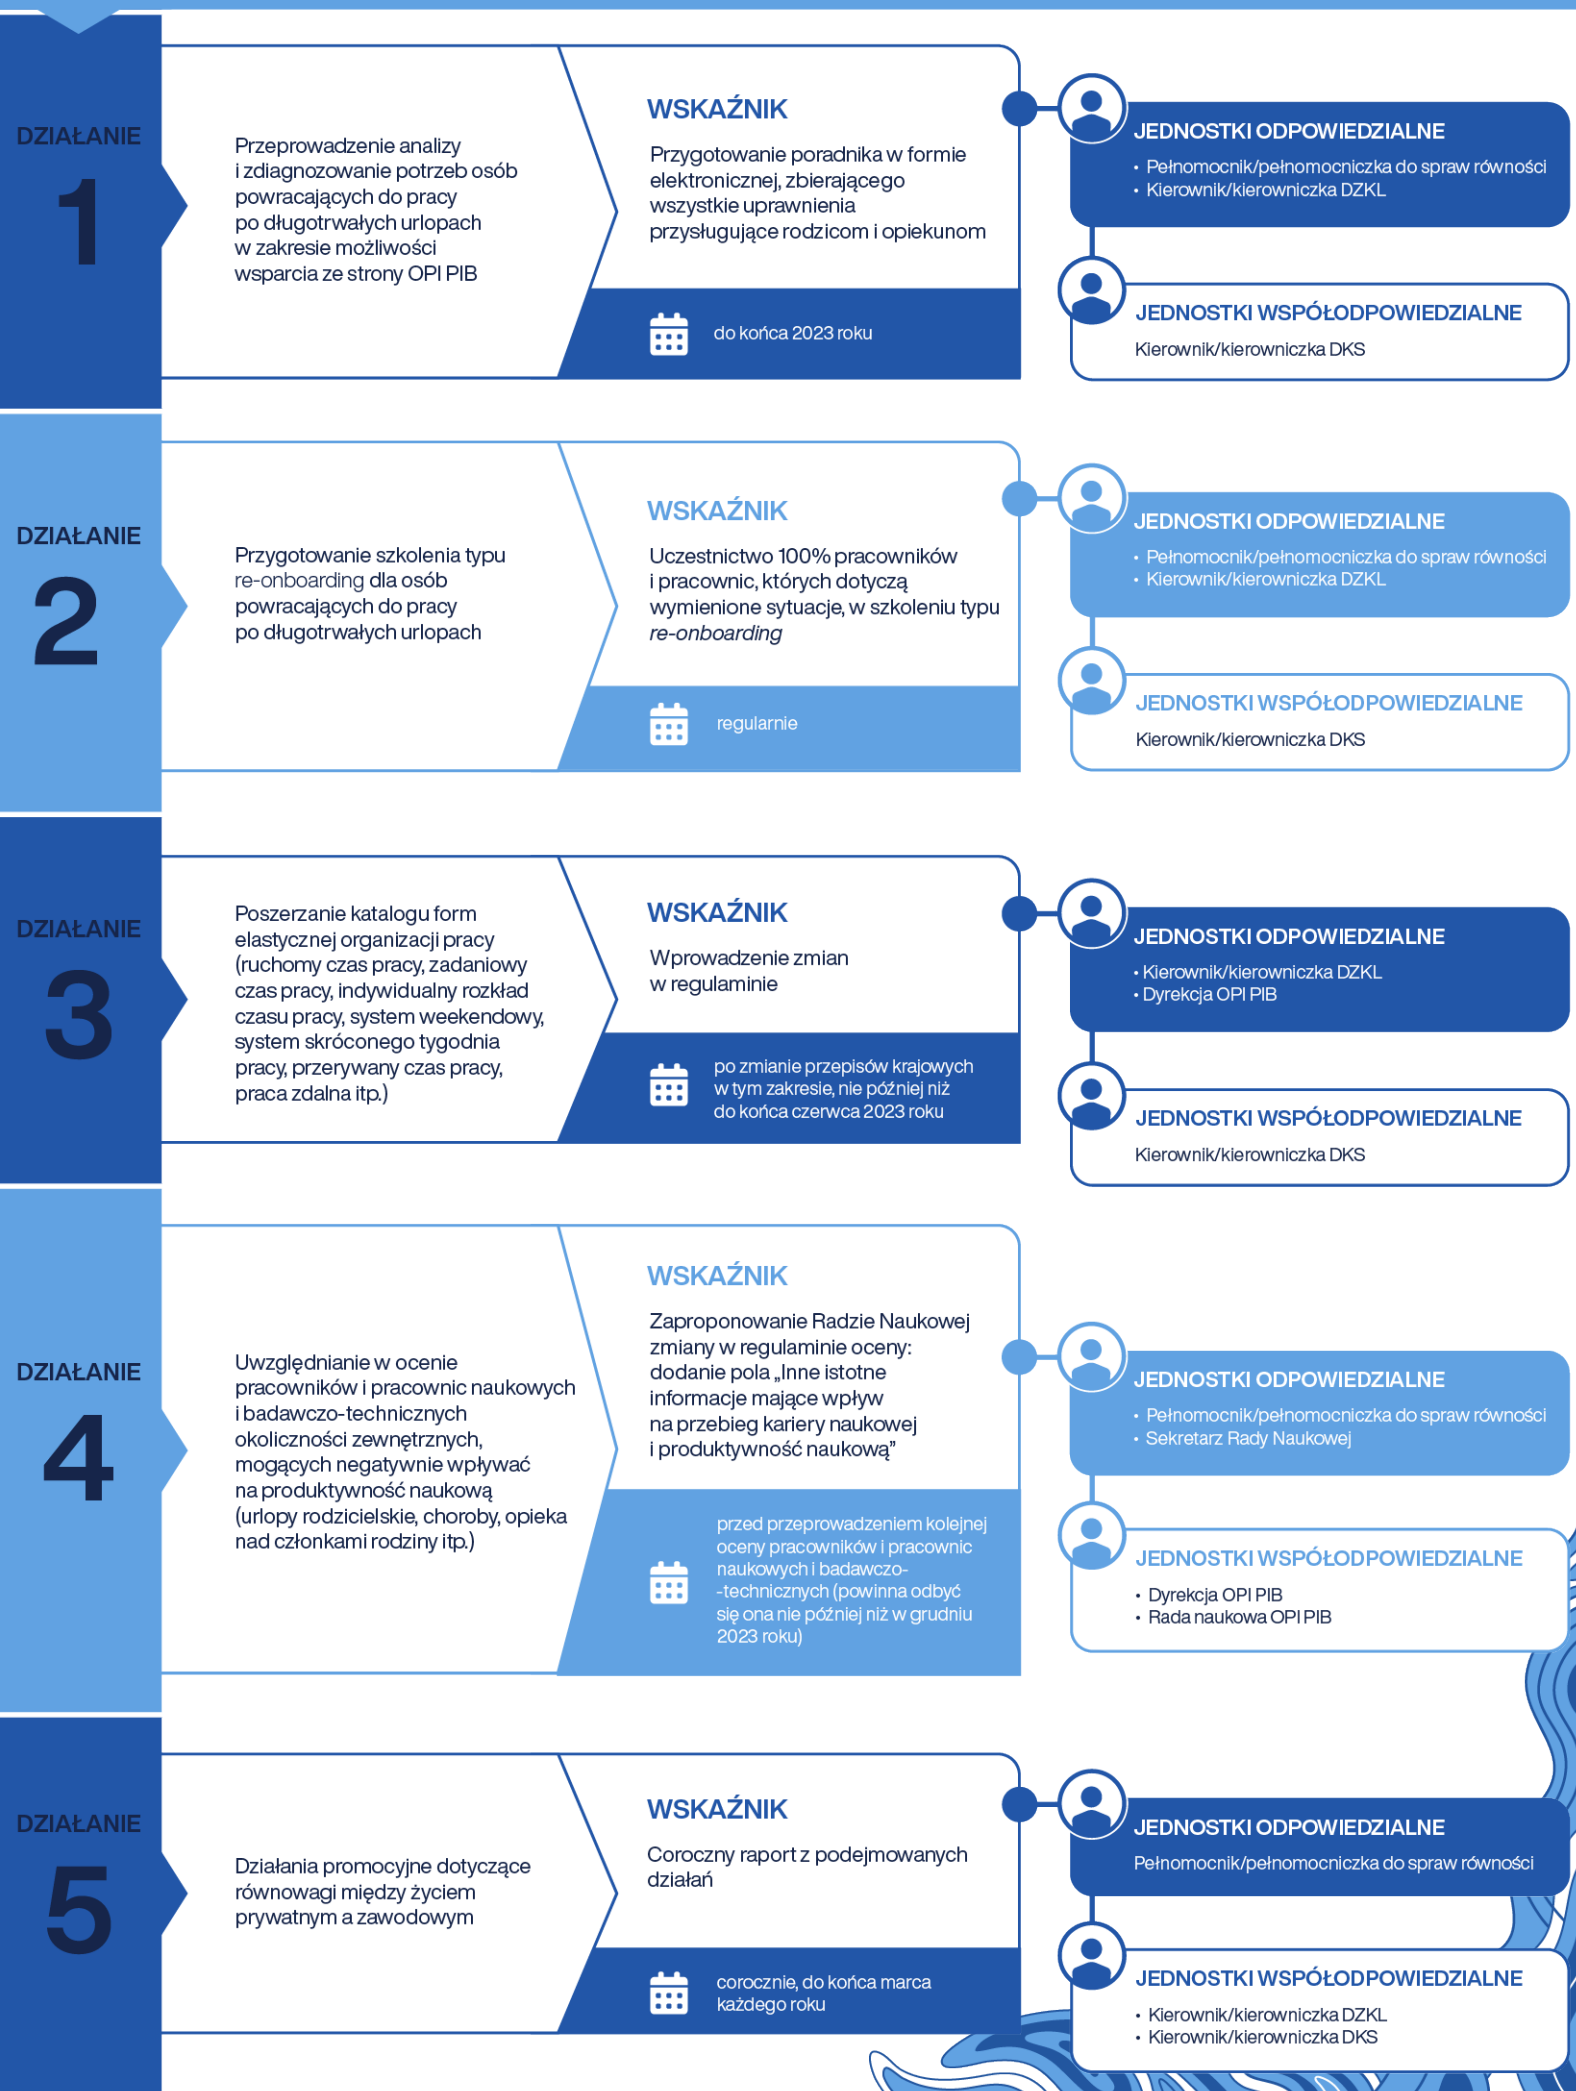 DZIAŁANIE
1
Przeprowadzenie analizy
i zdiagnozowanie potrzeb osób
powracających do pracy
po długotrwałych urlopach
w zakresie możliwości
wsparcia ze strony OPI PIB
WSKAŹNIK
Przygotowanie poradnika w formie
elektronicznej, zbierającego
wszystkie uprawnienia
przysługujące rodzicom i opiekunom
do końca 2023 roku
JEDNOSTKI ODPOWIEDZIALNE
• Pełnomocnik/pełnomocniczka do spraw równości
• Kierownik/kierowniczka DZKL
JEDNOSTKI WSPÓŁODPOWIEDZIALNE
Kierownik/kierowniczka DKS
DZIAŁANIE
2
Przygotowanie szkolenia typu
re-onboarding dla osób
powracających do pracy
po długotrwałych urlopach
WSKAŹNIK
Uczestnictwo 100% pracowników
i pracownic, których dotyczą
wymienione sytuacje, w szkoleniu typu
re-onboarding
regularnie
JEDNOSTKI ODPOWIEDZIALNE
• Pełnomocnik/pełnomocniczka do spraw równości
• Kierownik/kierowniczka DZKL
JEDNOSTKI WSPÓŁODPOWIEDZIALNE
Kierownik/kierowniczka DKS
DZIAŁANIE
3
Poszerzanie katalogu form
elastycznej organizacji pracy
(ruchomy czas pracy, zadaniowy
czas pracy, indywidualny rozkład
czasu pracy, system weekendowy,
system skróconego tygodnia
pracy, przerywany czas pracy,
praca zdalna itp.)
WSKAŹNIK
Wprowadzenie zmian
w regulaminie
po zmianie przepisów krajowych
w tym zakresie, nie później niż
do końca czerwca 2023 roku
JEDNOSTKI ODPOWIEDZIALNE
• Kierownik/kierowniczka DZKL
• Dyrekcja OPI PIB
JEDNOSTKI WSPÓŁODPOWIEDZIALNE
Kierownik/kierowniczka DKS
DZIAŁANIE
4
Uwzględnianie w ocenie
pracowników i pracownic naukowych
i badawczo-technicznych
okoliczności zewnętrznych,
mogących negatywnie wpływać
na produktywność naukową
(urlopy rodzicielskie, choroby, opieka
nad członkami rodziny itp.)
WSKAŹNIK
Zaproponowanie Radzie Naukowej
zmiany w regulaminie oceny:
dodanie pola „Inne istotne
informacje mające wpływ
na przebieg kariery naukowej
i produktywność naukową”
przed przeprowadzeniem kolejnej
oceny pracowników i pracownic
naukowych i badawczo-
-technicznych (powinna odbyć
się ona nie później niż w grudniu
2023 roku)
JEDNOSTKI ODPOWIEDZIALNE
• Pełnomocnik/pełnomocniczka do spraw równości
• Sekretarz Rady Naukowej
JEDNOSTKI WSPÓŁODPOWIEDZIALNE
• Dyrekcja OPI PIB
• Rada naukowa OPI PIB
DZIAŁANIE
5
Działania promocyjne dotyczące
równowagi między życiem
prywatnym a zawodowym
WSKAŹNIK
Coroczny raport z podejmowanych
działań
corocznie, do końca marca
każdego roku
JEDNOSTKI ODPOWIEDZIALNE
Pełnomocnik/pełnomocniczka do spraw równości
JEDNOSTKI WSPÓŁODPOWIEDZIALNE
• Kierownik/kierowniczka DZKL
• Kierownik/kierowniczka DKS